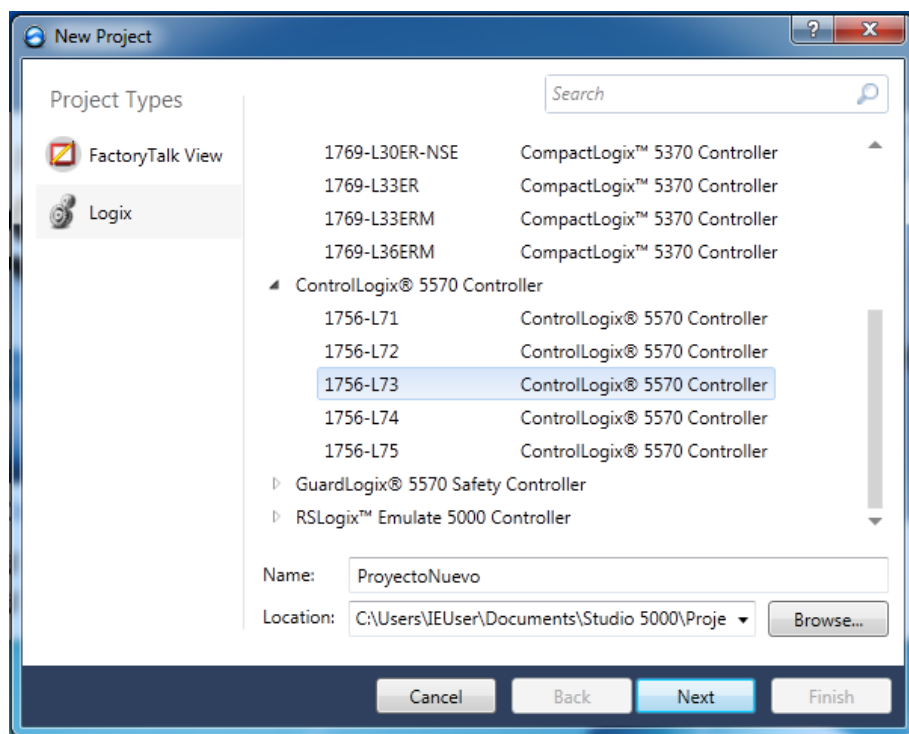 New Project
Project Types
Search
FactoryTalk View
Logix
1769-L30ER-NSE CompactLogix™ 5370 Controller
1769-L33ER CompactLogix™ 5370 Controller
1769-L33ERM CompactLogix™ 5370 Controller
1769-L36ERM CompactLogix™ 5370 Controller
ControlLogix® 5570 Controller
1756-L71 ControlLogix® 5570 Controller
1756-L72 ControlLogix® 5570 Controller
1756-L73 ControlLogix® 5570 Controller
1756-L74 ControlLogix® 5570 Controller
1756-L75 ControlLogix® 5570 Controller
GuardLogix® 5570 Safety Controller
RSLogix™ Emulate 5000 Controller
Name: ProyectoNuevo
Location: C:\Users\IEUser\Documents\Studio 5000\Proje Browse...
Cancel Back Next Finish